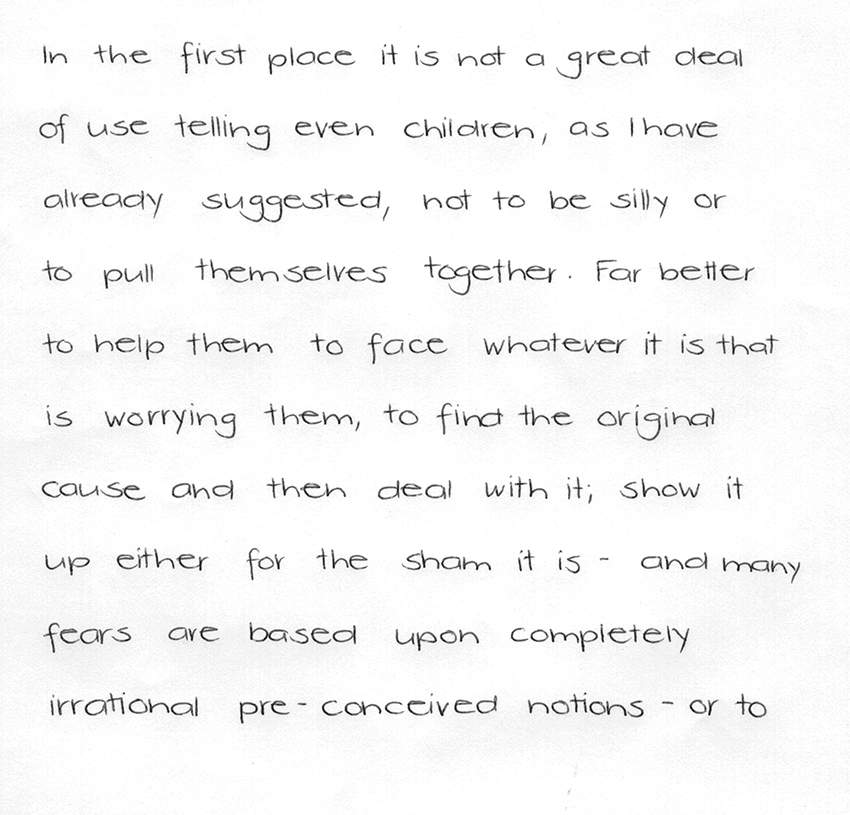 In the first place it is not a great deal
of use telling even children, as I have
already suggested, not to be silly or
to pull themselves together. Far better
to help them to face whatever it is that
is worrying them, to find the original
cause and then deal with it; show it
up either for the sham it is - and many
fears are based upon completely
irrational pre-conceived notions - or to